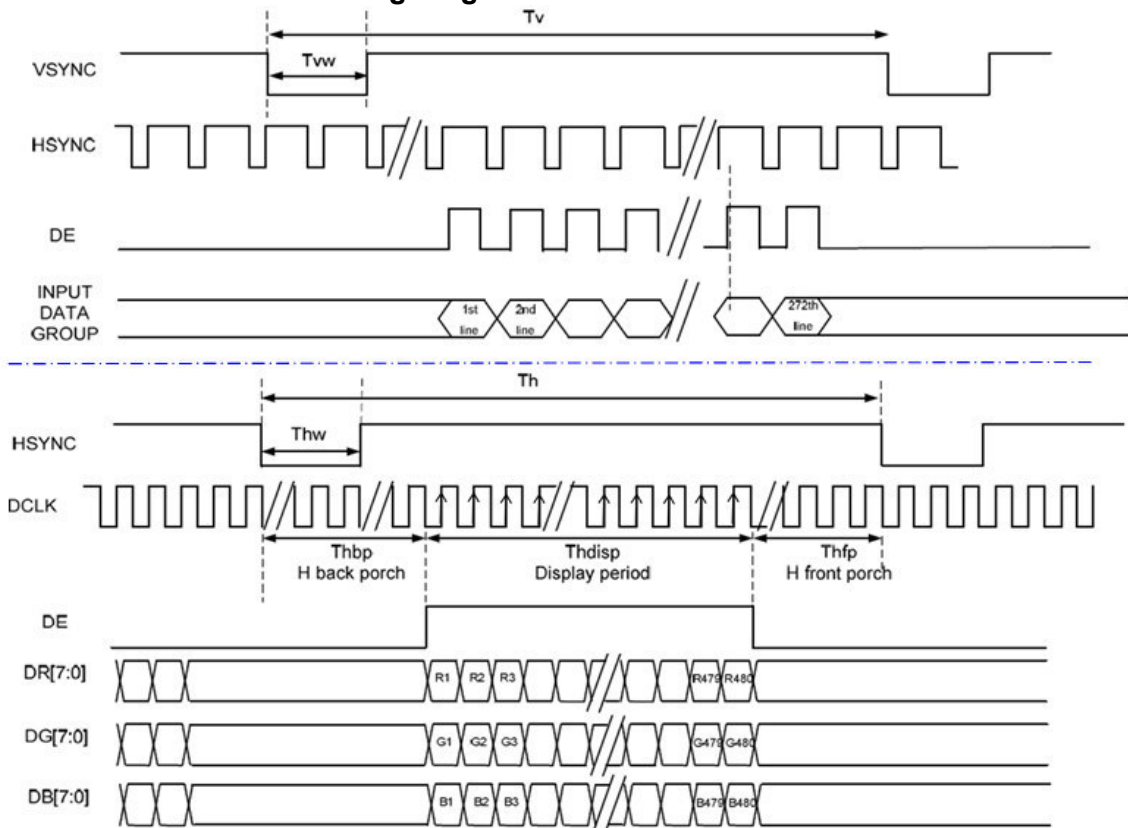 Tv
Tvw
VSYNC
HSYNC
DE
INPUT
DATA
GROUP
1st
line
2nd
line
272th
line
Th
HSYNC
Thw
DCLK
Thbp
H back porch
Thdisp
Display period
Thfp
H front porch
DE
DR[7:0] R1 R2 R3 R479 R480
DG[7:0] G1 G2 G3 G479 G480
DB[7:0] B1 B2 B3 B479 B480